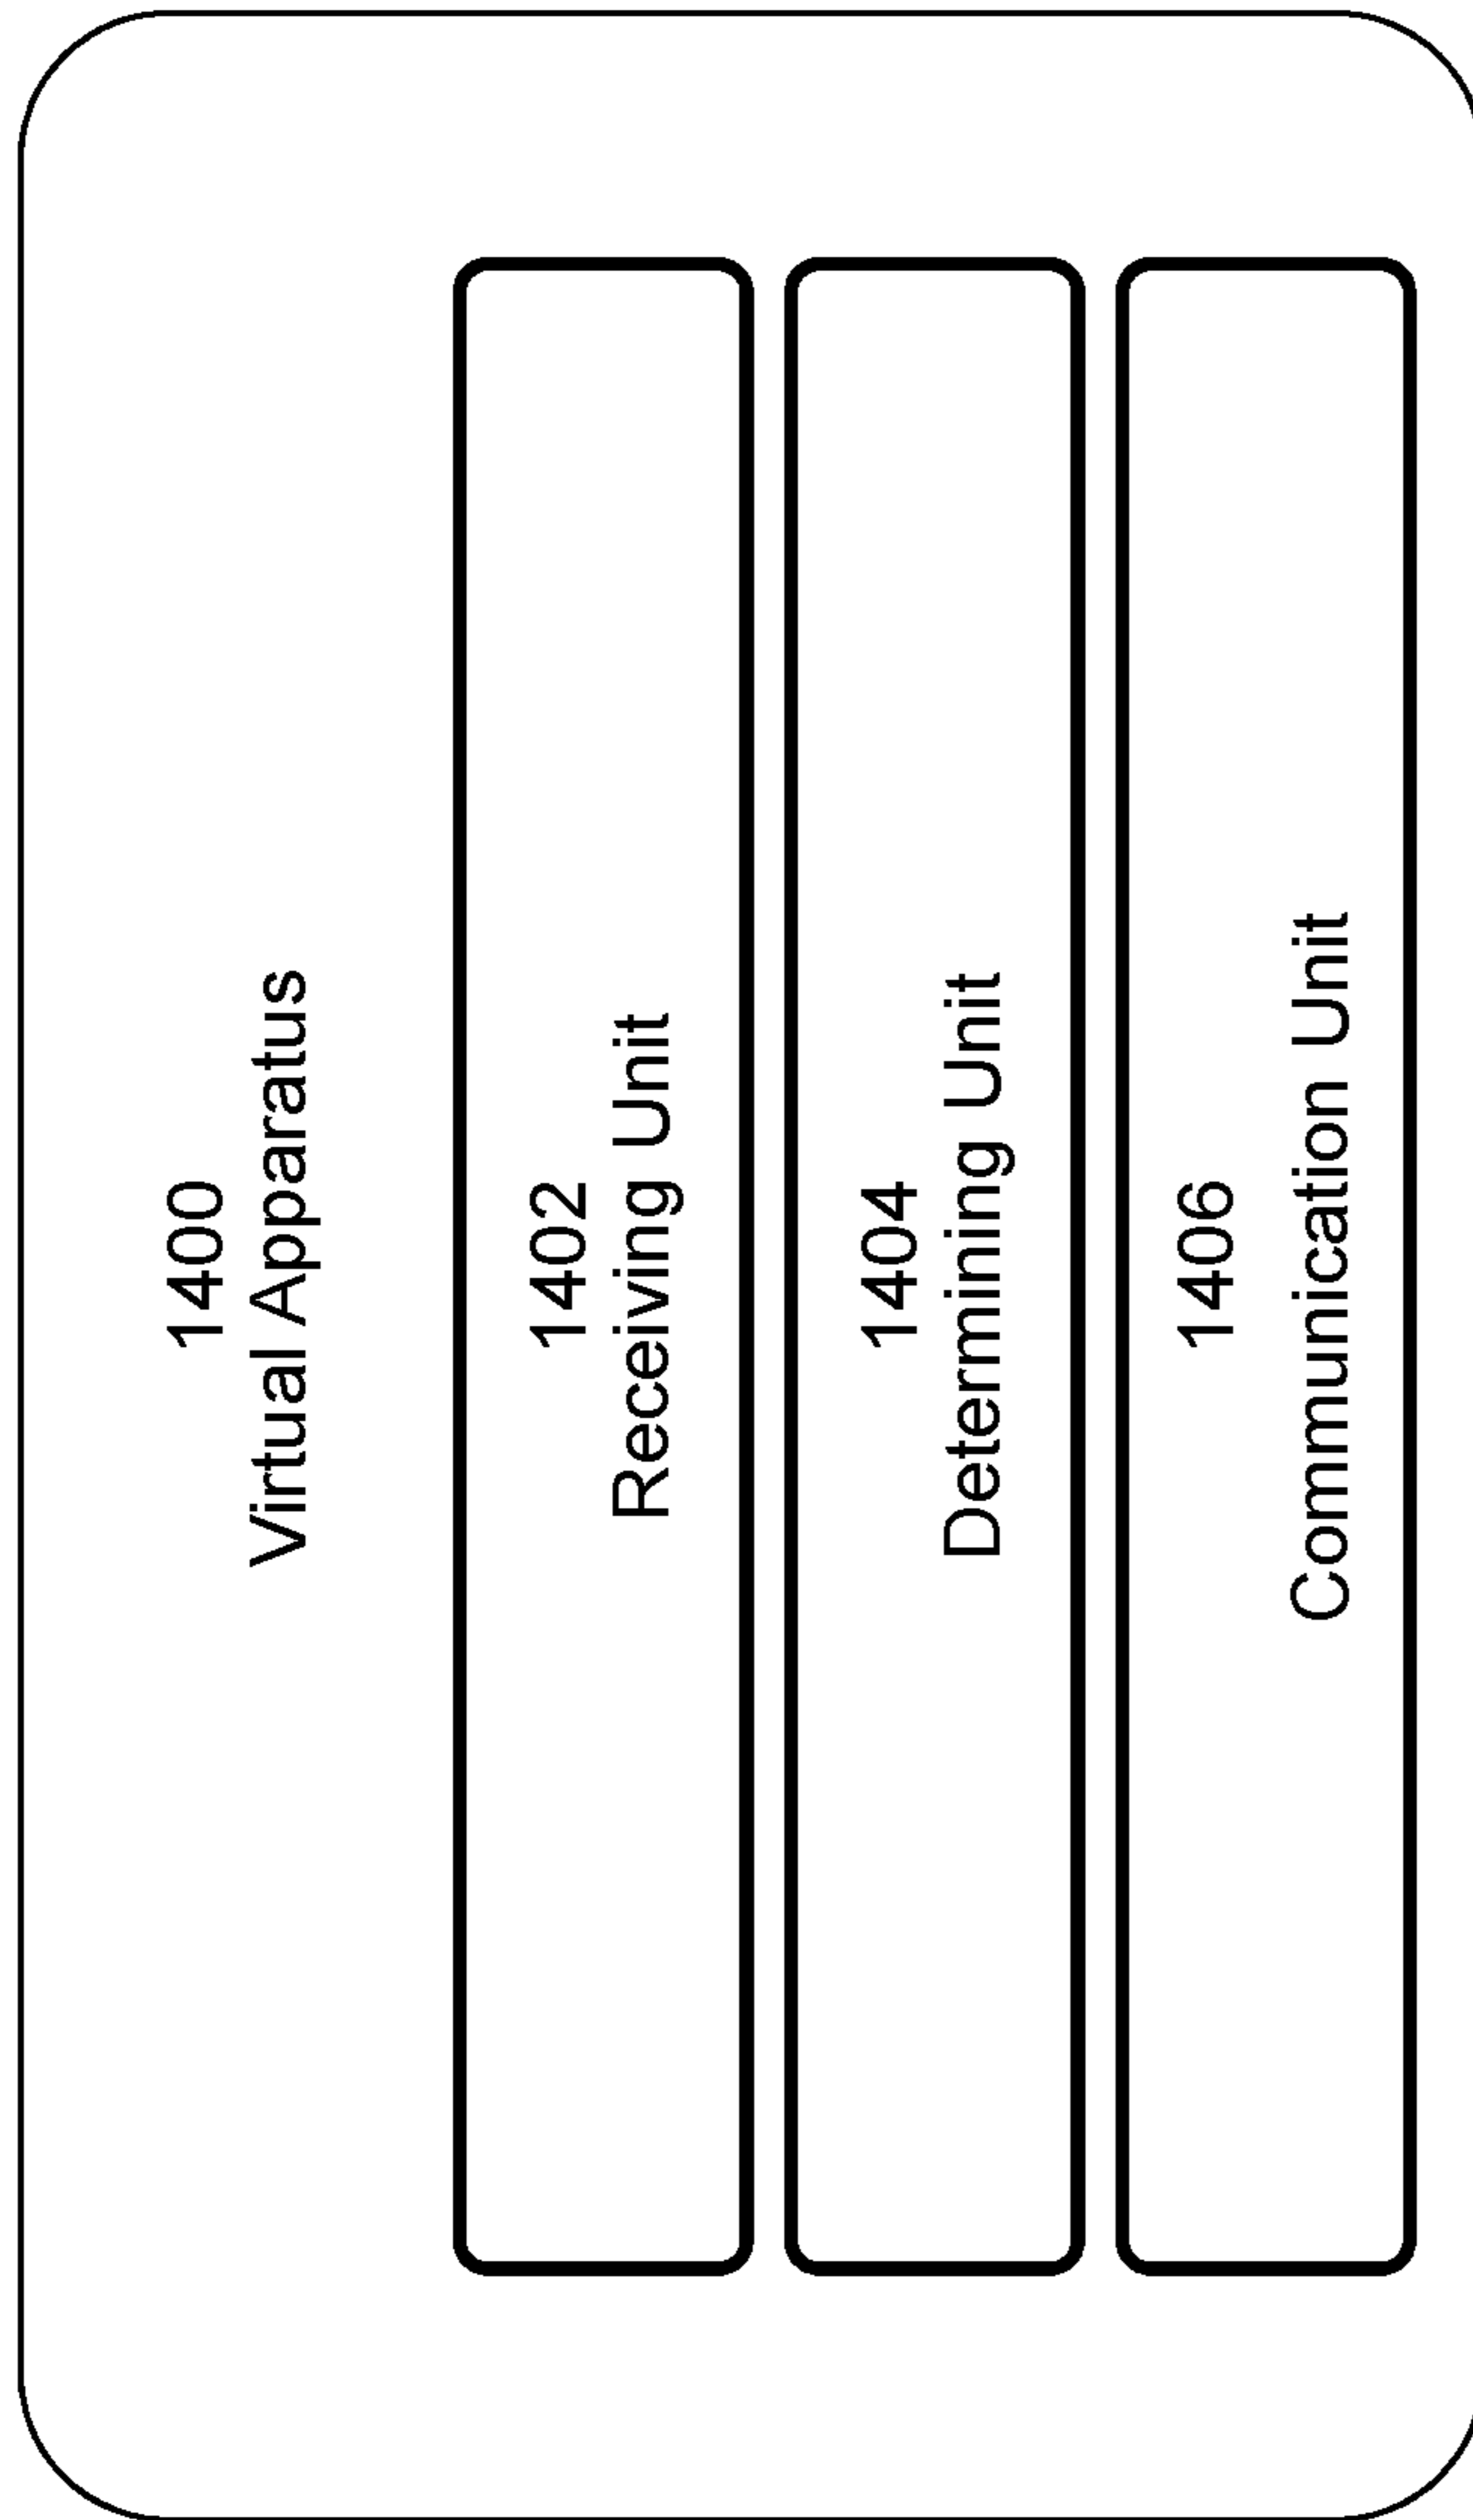 1400
Virtual Apparatus
1402
Receiving Unit
1404
Determining Unit
1406
Communication Unit